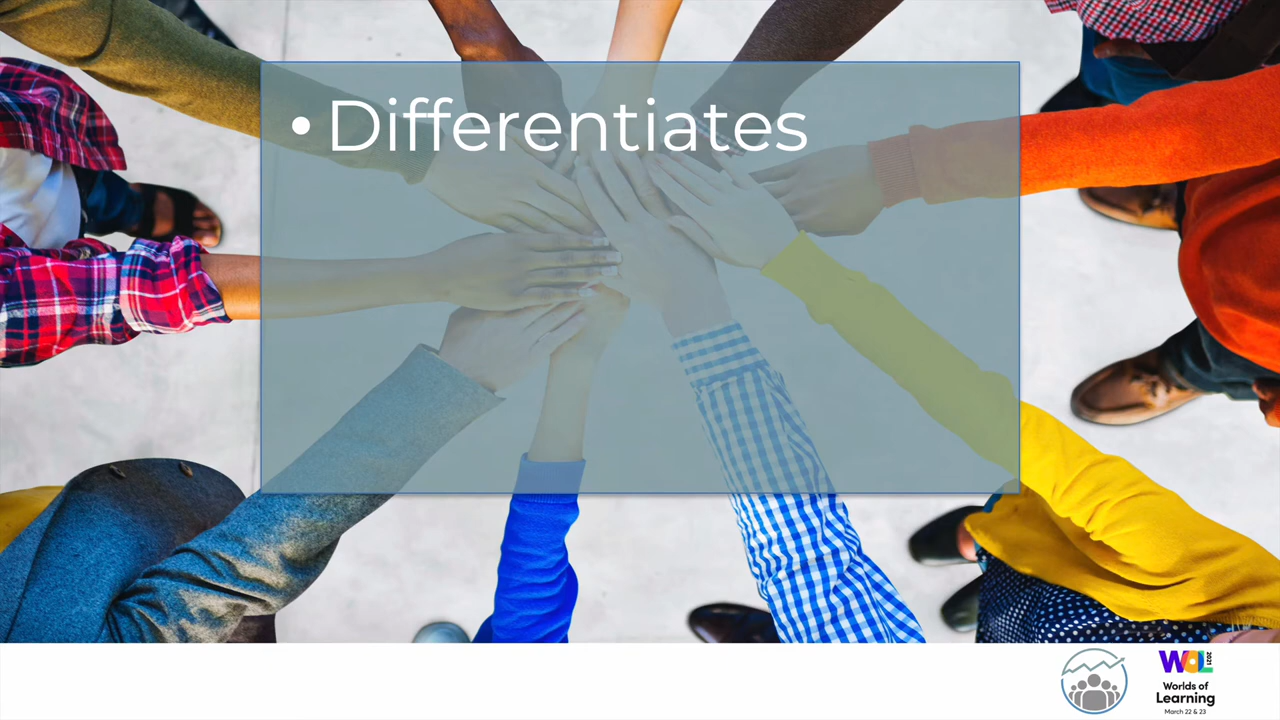 • Differentiates
WOL 2021
Worlds of
Learning
March 22 & 23